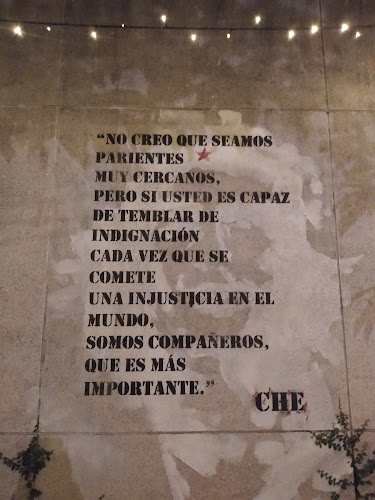 “NO CREO QUE SEAMOS
PARIENTES
MUY CERCANOS,
PERO SI USTED ES CAPAZ
DE TEMBLAR DE
INDIGNACIÓN
CADA VEZ QUE SE
COMETE
UNA INJUSTICIA EN EL
MUNDO,
SOMOS COMPAÑEROS,
QUE ES MÁS
IMPORTANTE.”
CHE